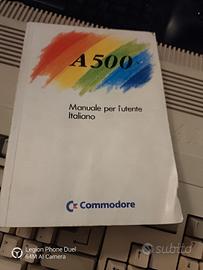 A500
Manuale per l'utente
Italiano
Commodore
Legion Phone Duel
64M AI Camera
subito